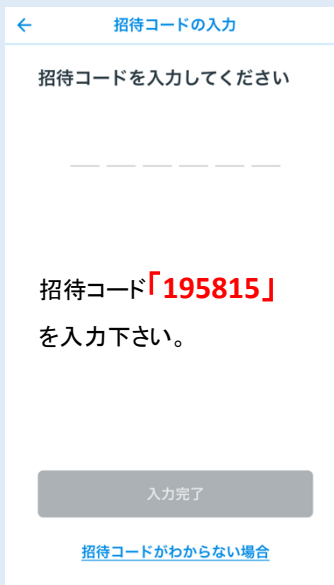 ← 招待コードの入力
招待コードを入力してください
招待コード「195815」
を入力下さい。
入力完了
招待コードがわからない場合